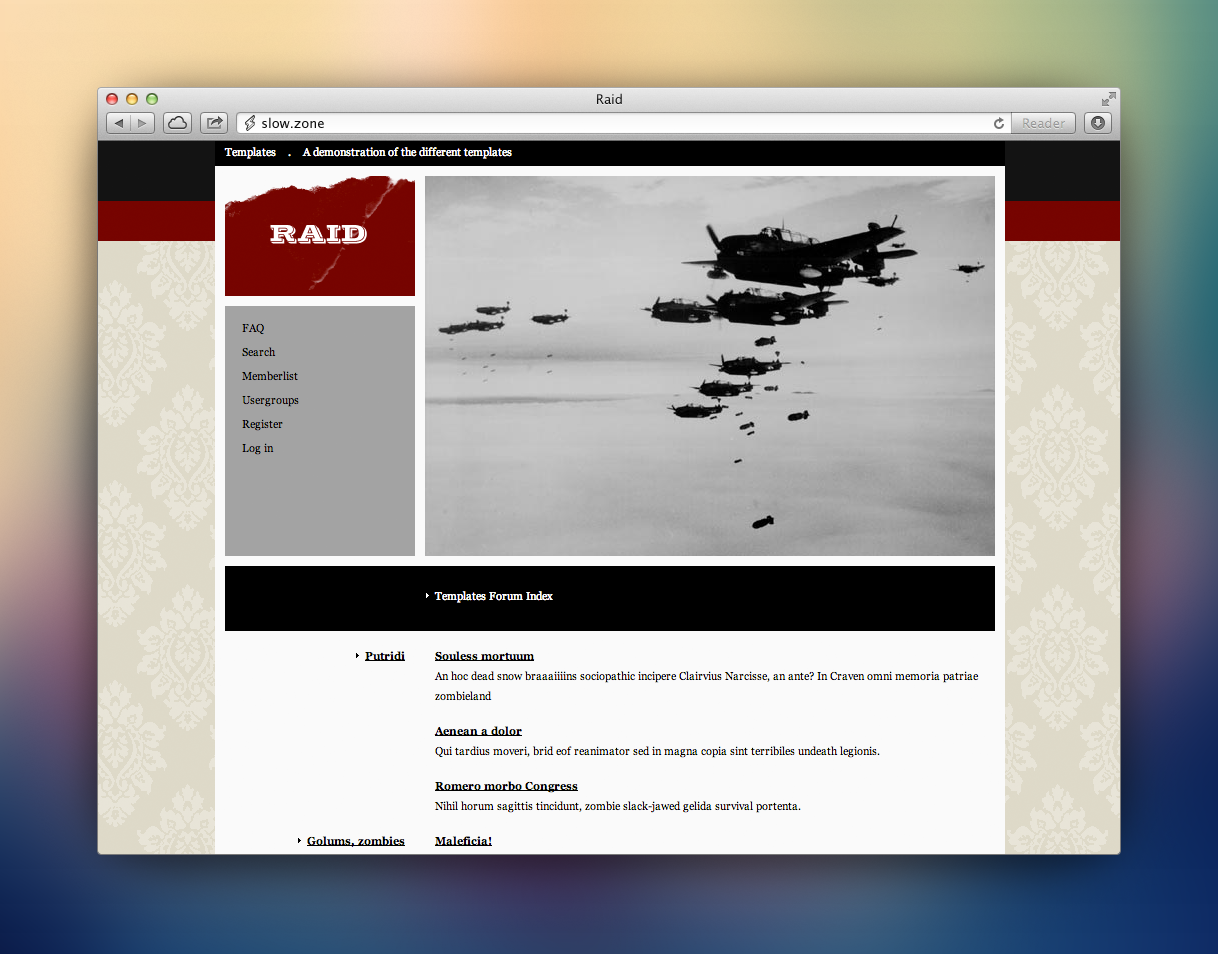 Raid
slow.zone
Reader
Templates . A demonstration of the different templates
RAID
FAQ
Search
Memberlist
Usergroups
Register
Log in
Templates Forum Index
Putridi
Souless mortuum
An hoc dead snow braaaiiiins sociopathic incipere Clairvius Narcisse, an ante? In Craven omni memoria patriae
zombieland
Aenean a dolor
Qui tardius moveri, brid eof reanimator sed in magna copia sint terribiles undeath legionis.
Romero morbo Congress
Nihil horum sagittis tincidunt, zombie slack-jawed gelida survival portenta.
Golums, zombies
Maleficia!